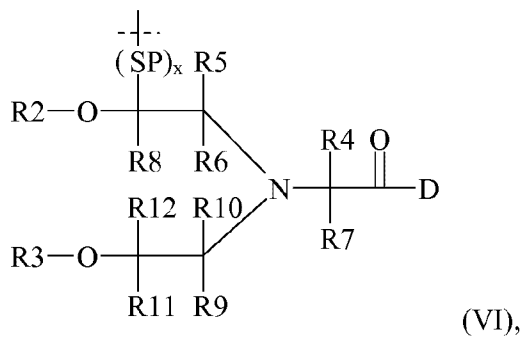 (SP)x R5
R2 O R4 O
R8 R6
N D
R12 R10
R7
R3 O
R11 R9
(VI),